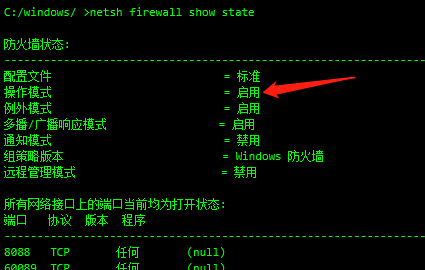 C:/windows/ >netsh firewall show state
防火墙状态:
-------------------------------------------------------------------
配置文件 = 标准
操作模式 = 启用
例外模式 = 启用
多播/广播响应模式 = 启用
通知模式 = 禁用
组策略版本 = Windows 防火墙
远程管理模式 = 禁用
所有网络接口上的端口当前均为打开状态:
端口 协议 版本 程序
-------------------------------------------------------------------
8088 TCP 任何 (null)
60089 TCP 任何 (null)